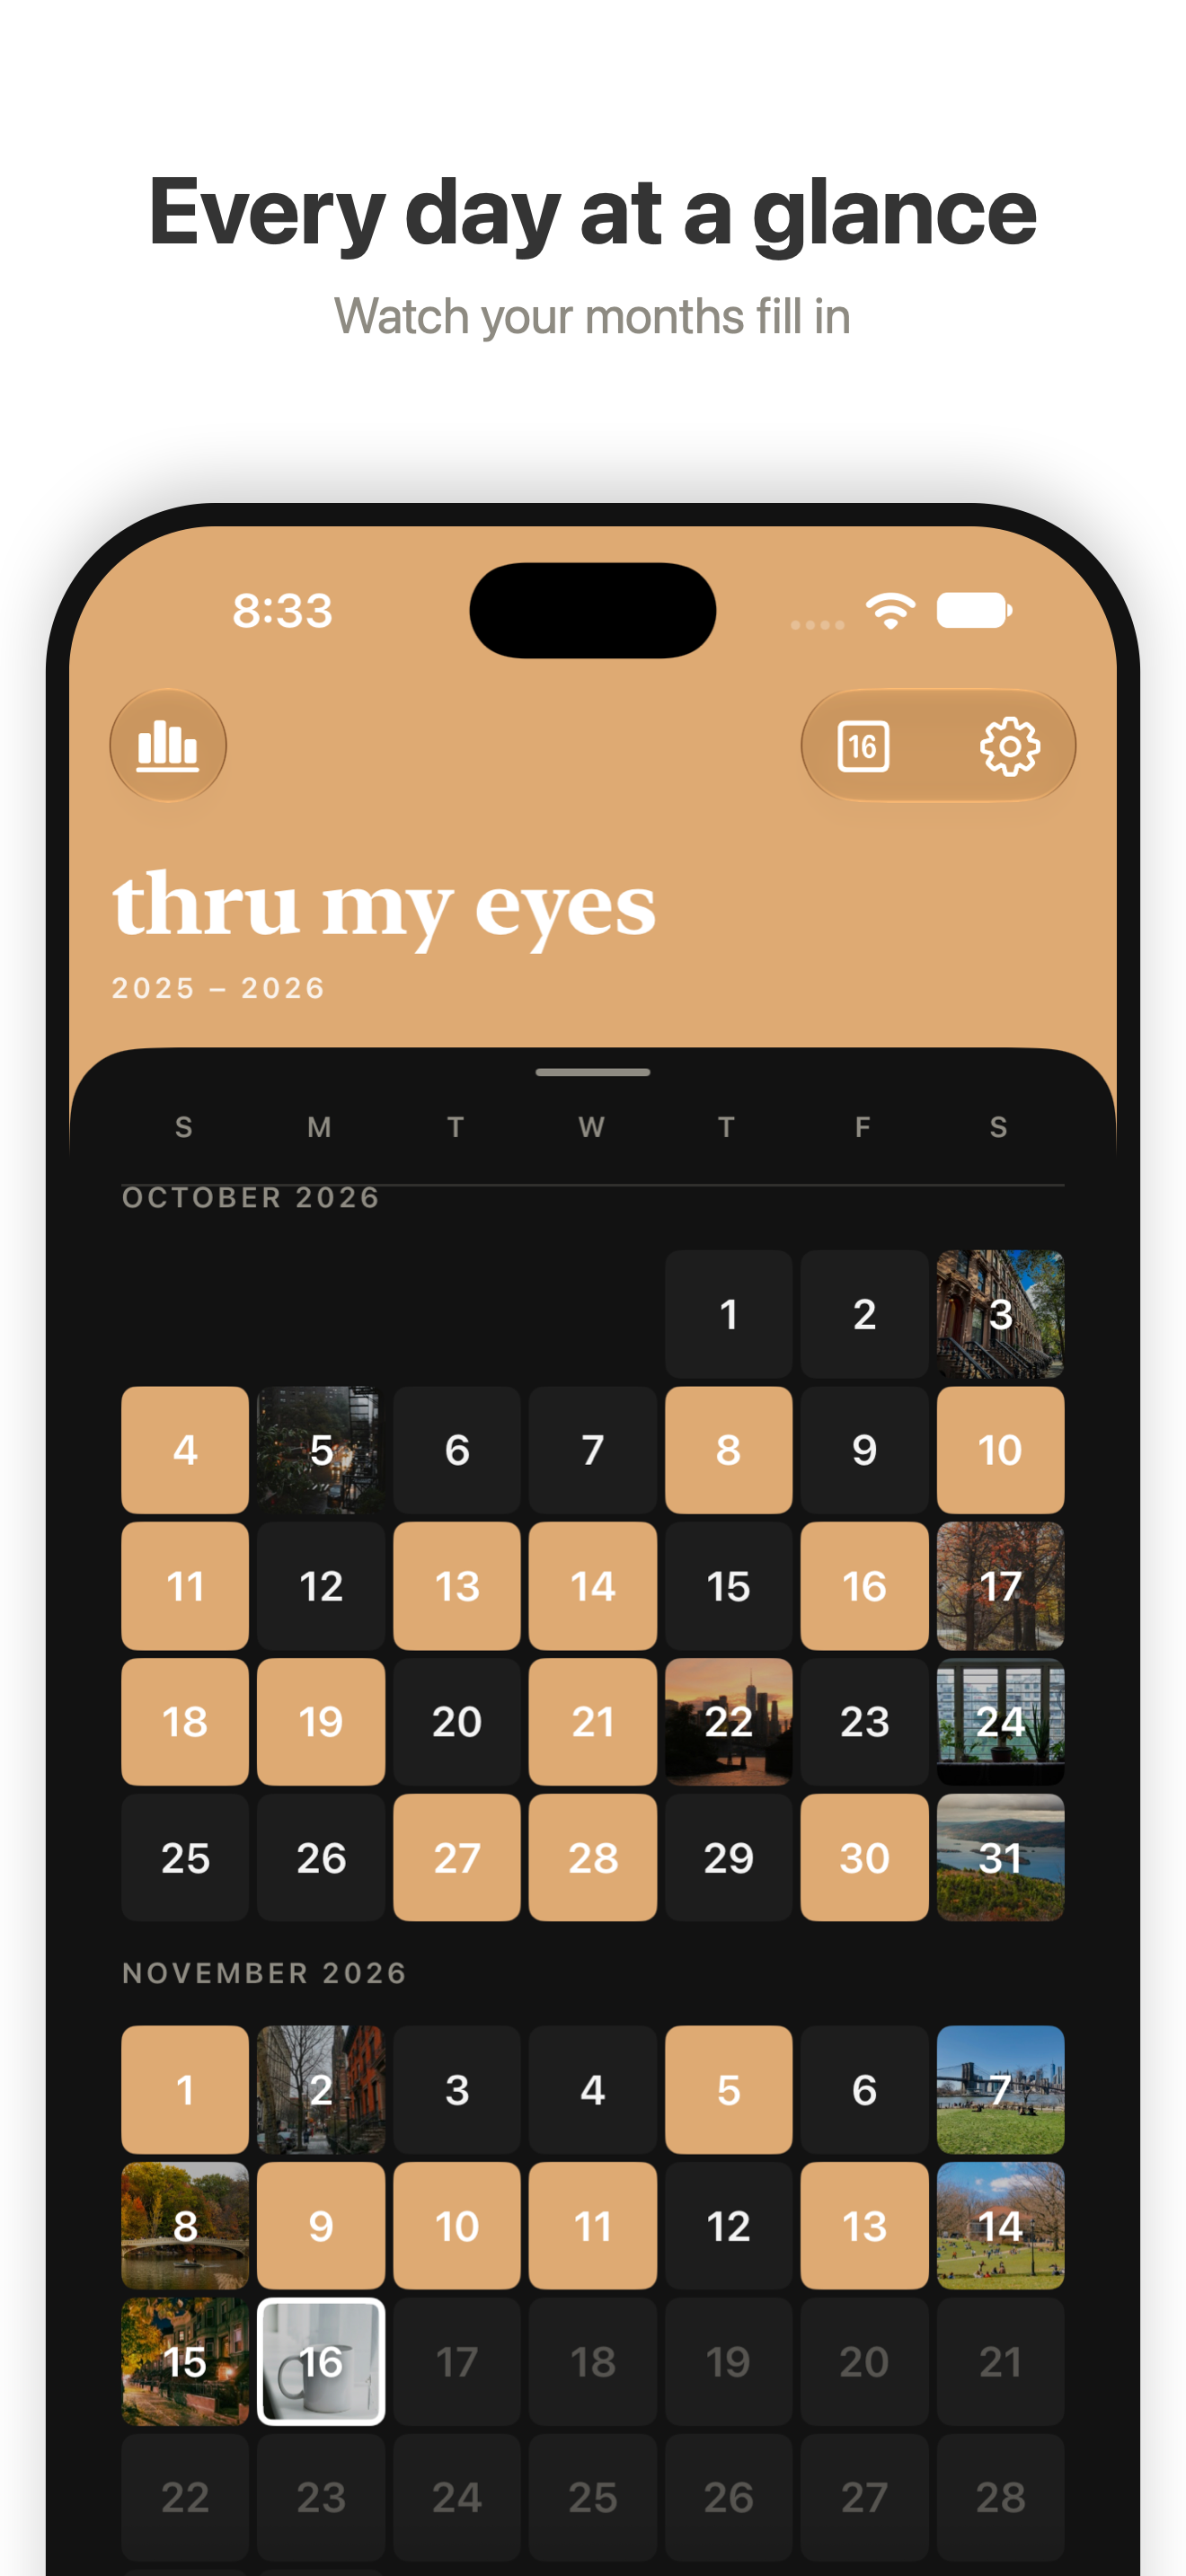 Every day at a glance
Watch your months fill in
8:33
16
thru my eyes
2025 – 2026
S M T W T F S
OCTOBER 2026
1 2 3
4 5 6 7 8 9 10
11 12 13 14 15 16 17
18 19 20 21 22 23 24
25 26 27 28 29 30 31
NOVEMBER 2026
1 2 3 4 5 6 7
8 9 10 11 12 13 14
15 16 17 18 19 20 21
22 23 24 25 26 27 28